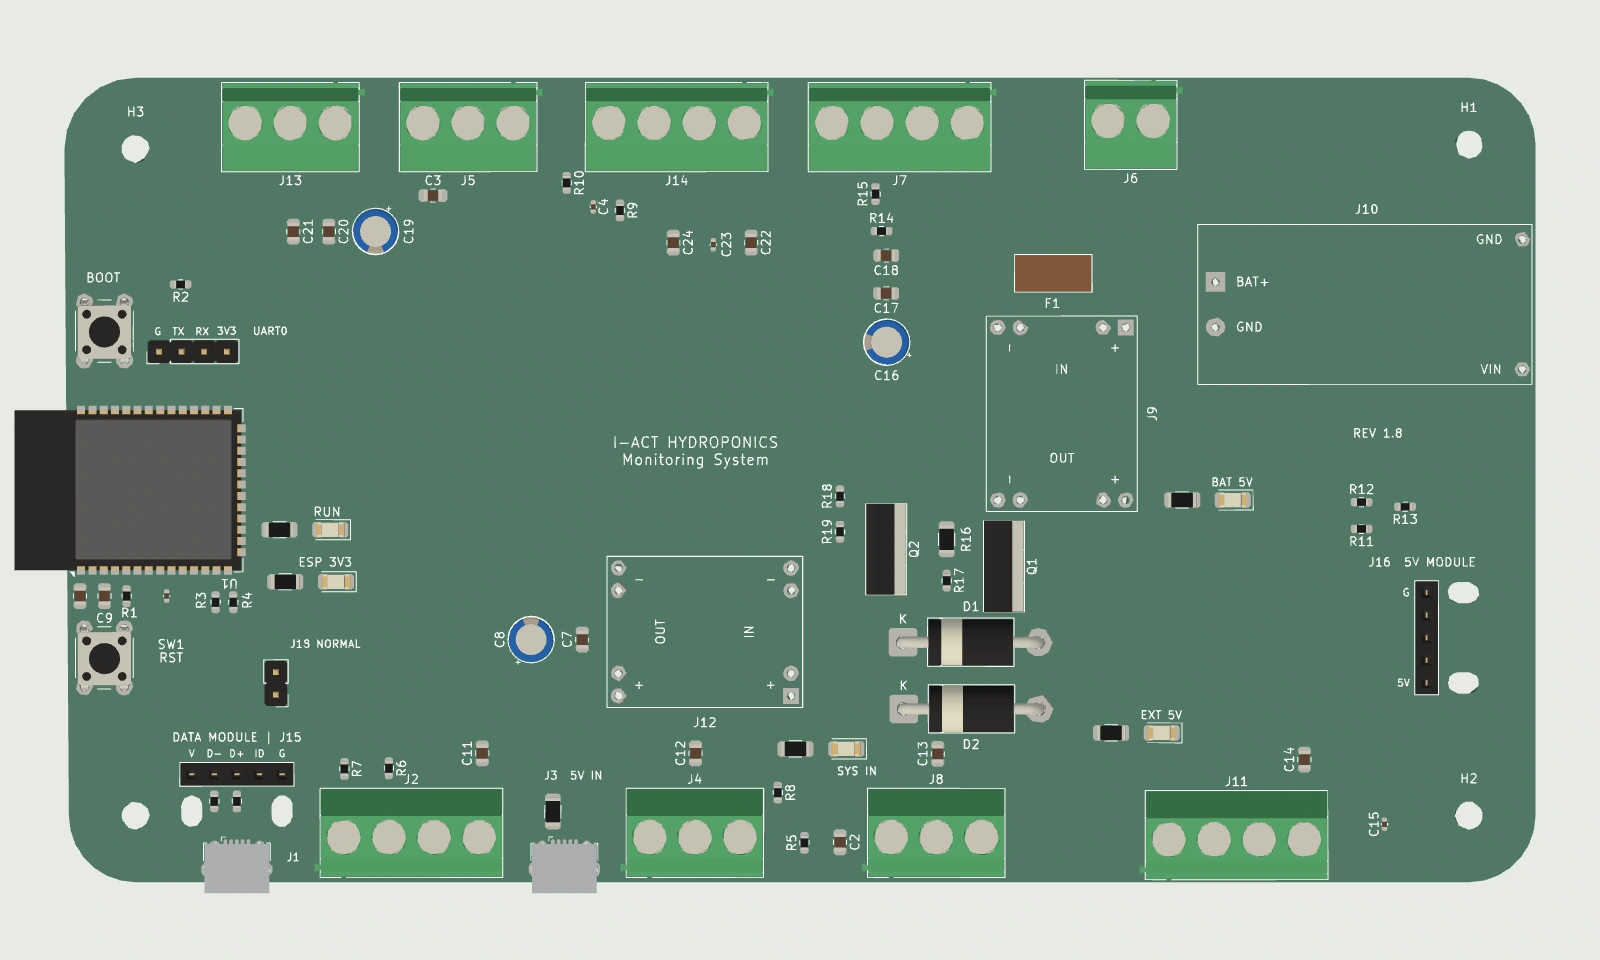 H3
H1
J13
C3
J5
R10
J14
J7
J6
C4
R9
R15
R14
J10
C21
C20
C19
C24
C23
C22
C18
GND
BOOT
R2
BAT+
F1
C17
G TX RX 3V3 UART0
GND
- +
IN
C16
VIN
J9
REV 1.8
I-ACT HYDROPONICS
Monitoring System
OUT
- +
BAT 5V
R18
R12
R13
RUN
R19
Q2
R16
R11
ESP 3V3
Q1
J16 5V MODULE
U1
R17
G
C9
R1
R3
R4
D1
- -
OUT
IN
+ +
K
SW1
RST
J19 NORMAL
C8
C7
5V
K
J12
EXT 5V
DATA MODULE | J15
V D- D+ ID G
C11
C12
C13
D2
C14
R7
R6
J2
J3 5V IN
J4
SYS IN
J8
J11
H2
R8
C15
R5
C2
J1